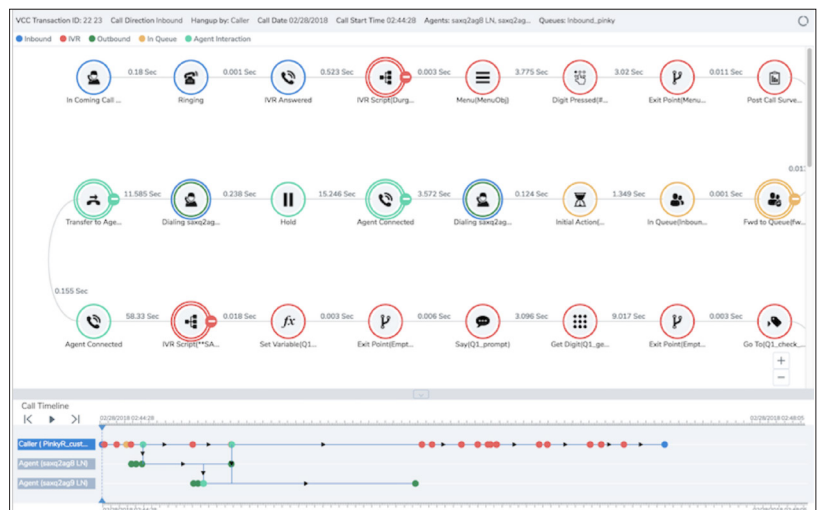 VCC Transaction ID: 22 23 Call Direction Inbound Hangup by: Caller Call Date 02/28/2018 Call Start Time 02:44:28 Agents: saxq2ag8 LN, saxq2ag... Queues: Inbound_pinky
Inbound IVR Outbound In Queue Agent Interaction
0.18 Sec 0.001 Sec 0.523 Sec 0.003 Sec 3.775 Sec 3.02 Sec 0.011 Sec
In Coming Call ... Ringing IVR Answered IVR Script(Durg... Menu(MenuObj) Digit Pressed(#... Exit Point(Menu... Post Call Surve...
0.01
11.585 Sec 0.238 Sec 15.246 Sec 3.572 Sec 0.124 Sec 1.349 Sec 0.001 Sec
Transfer to Age... Dialing saxq2ag... Hold Agent Connected Dialing saxq2ag... Initial Action(... In Queue(Inboun... Fwd to Queue(fw...
0.155 Sec
58.33 Sec 0.018 Sec 0.003 Sec 0.006 Sec 3.096 Sec 9.017 Sec 0.003 Sec
fx
Agent Connected IVR Script(**SA... Set Variable(Q1... Exit Point(Empt... Say(Q1_prompt) Get Digit(Q1_ge... Exit Point(Empt... Go To(Q1_check_...
Call Timeline
02/28/2018 02:44:28 02/28/2018 02:48:05
Caller ( PinkyR_cust...
Agent (saxq2ag8 LN)
Agent (saxq2ag9 LN)